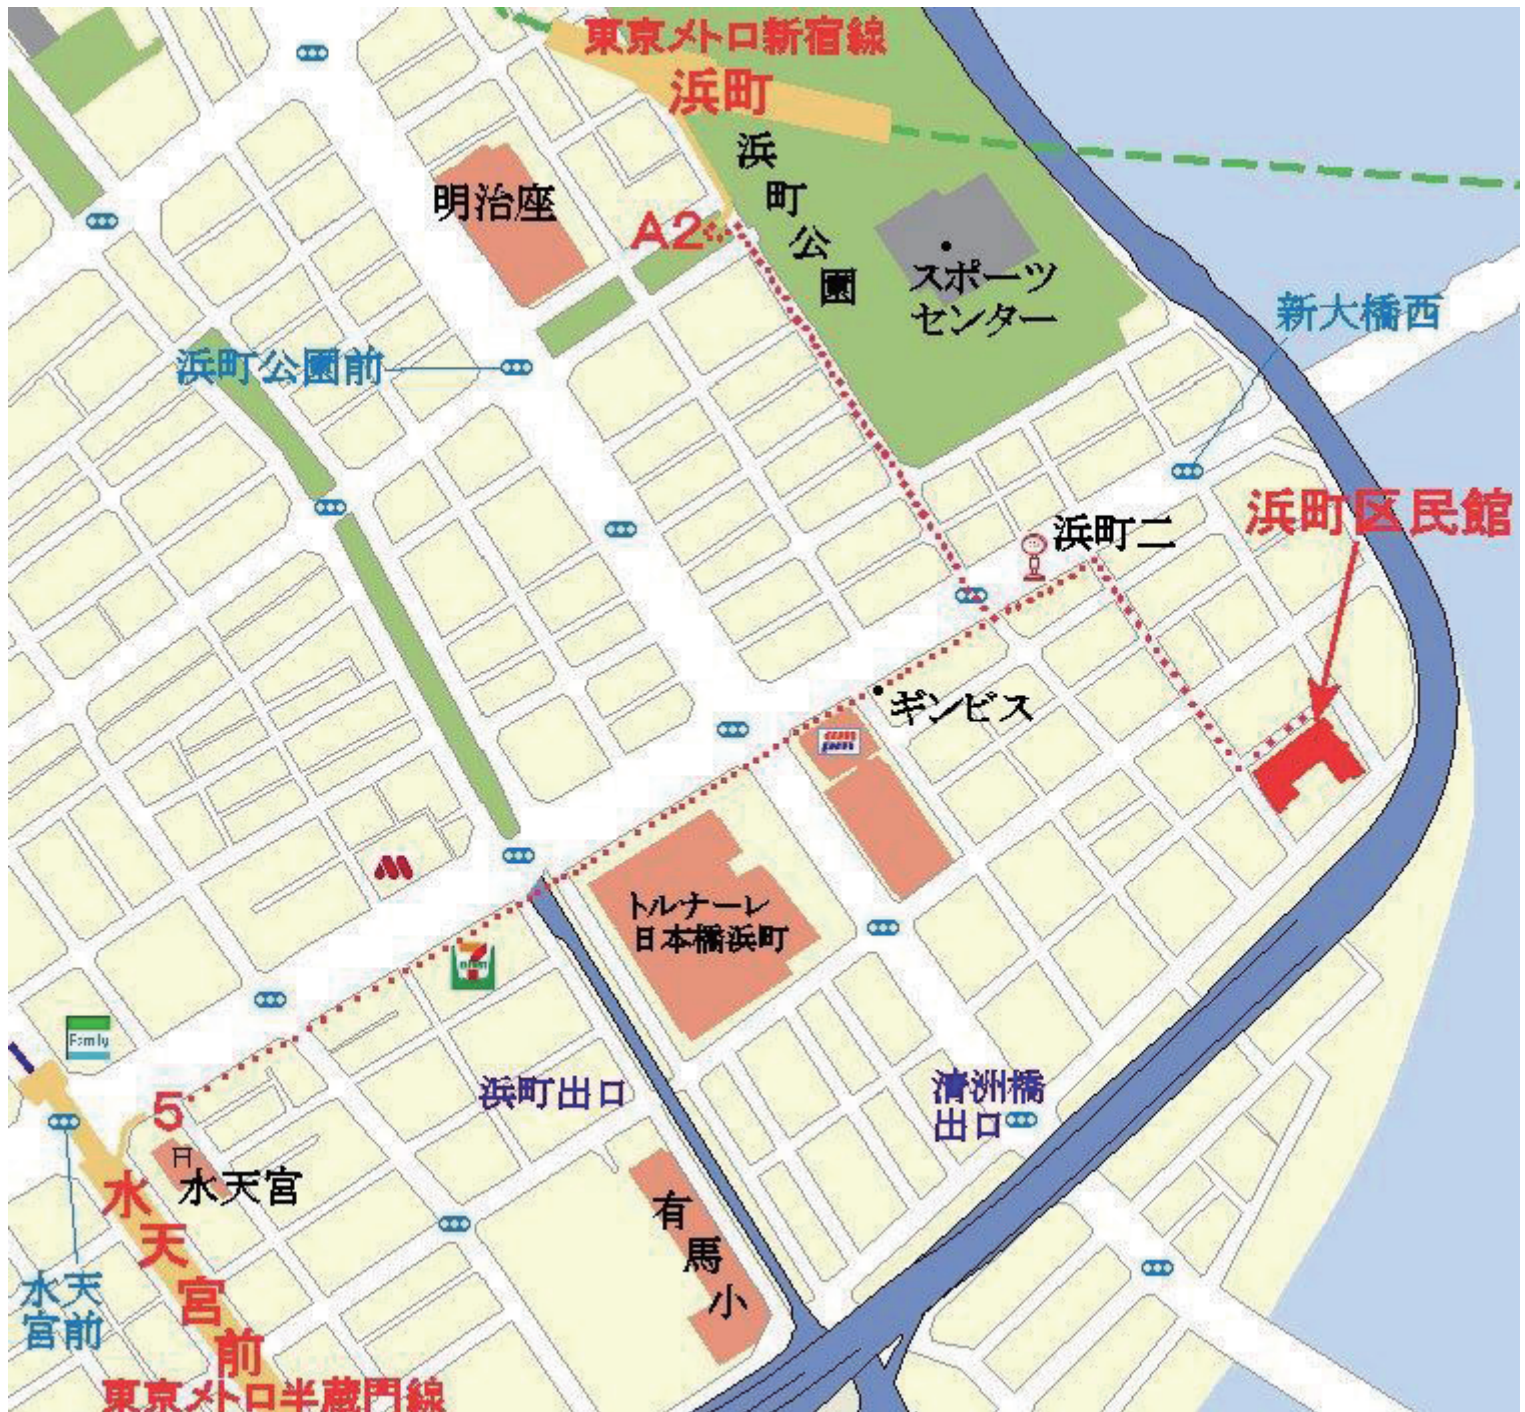 東京メトロ新宿線
浜町
浜町公園
明治座
A2
スポーツ
センター
新大橋西
浜町公園前
浜町区民館
浜町二
ギンビス
トルナーレ
日本橋浜町
Family
5
浜町出口
清洲橋
出口
水天宮
有馬小
水天宮前
水天
宮前
東京メトロ半蔵門線